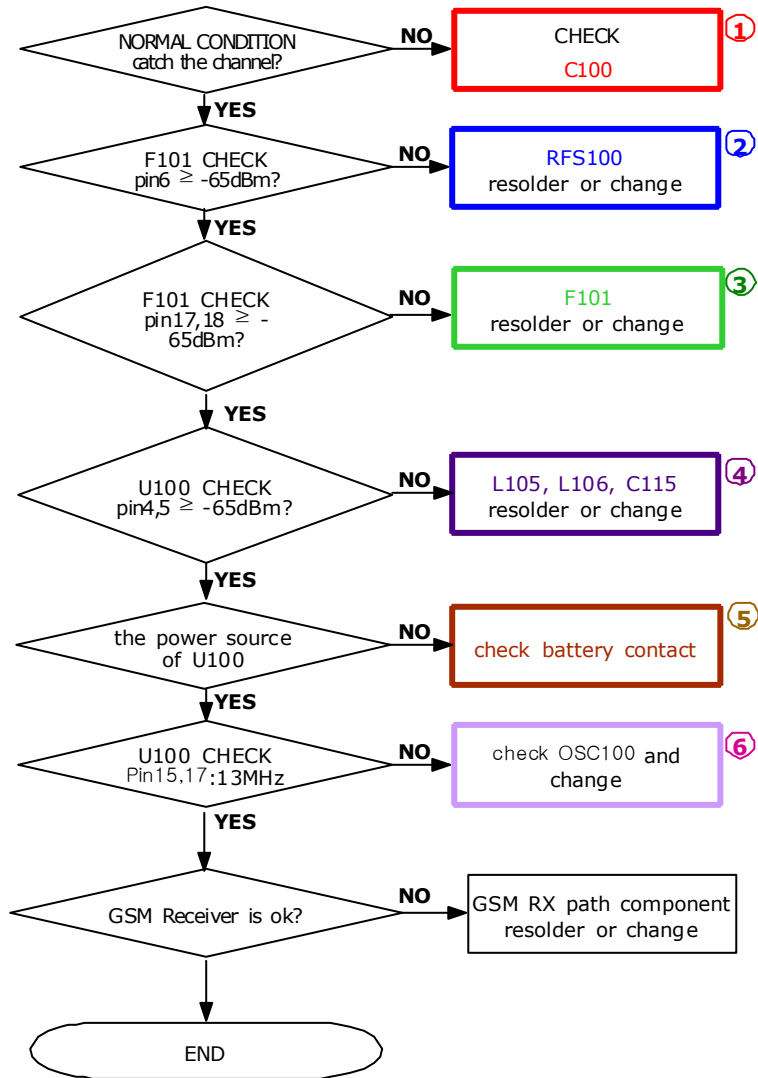 NORMAL CONDITION
catch the channel?
NO
CHECK
C100
①
YES
F101 CHECK
pin6 ≥ -65dBm?
NO
RFS100
resolder or change
②
YES
F101 CHECK
pin17,18 ≥ -
65dBm?
NO
F101
resolder or change
③
YES
U100 CHECK
pin4,5 ≥ -65dBm?
NO
L105, L106, C115
resolder or change
④
YES
the power source
of U100
NO
check battery contact
⑤
YES
U100 CHECK
Pin15,17:13MHz
NO
check OSC100 and
change
⑥
YES
GSM Receiver is ok?
NO
GSM RX path component
resolder or change
END